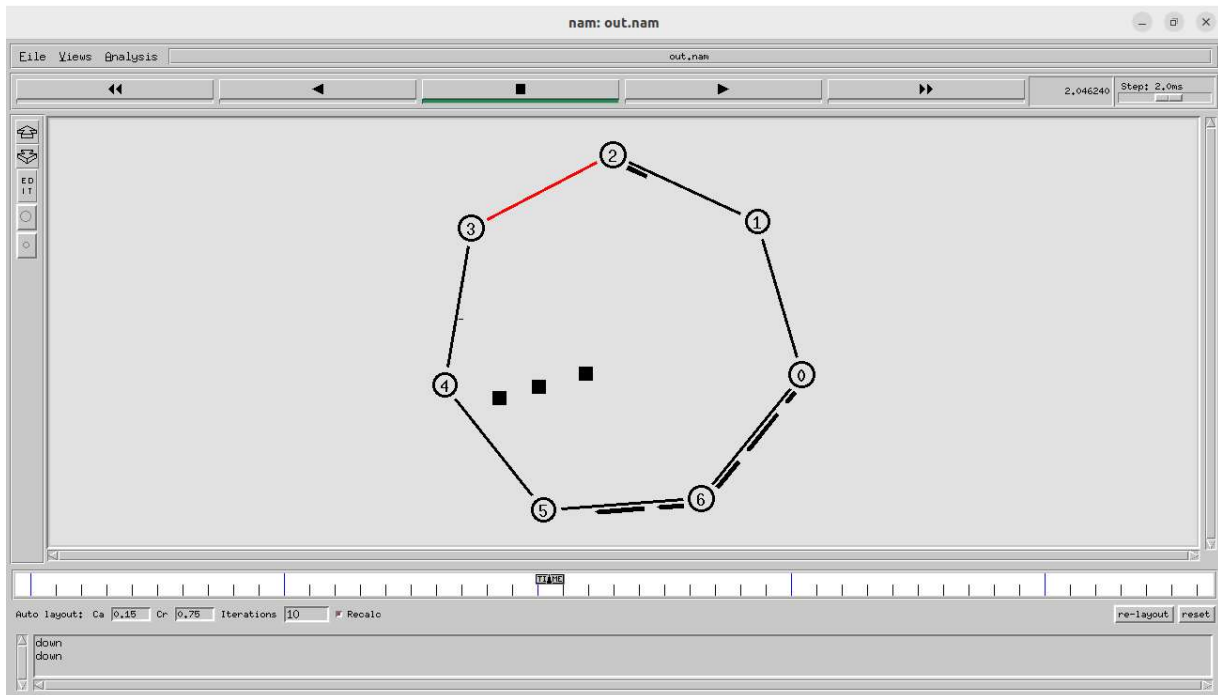 nam: out.nam
File Views Analysis out.nam
2.046240 Step: 2.0ms
ED
IT
2
3
1
4
0
5
6
TIME
Auto layout: Ca 0.15 Cr 0.75 Iterations 10 Recalc re-layout reset
down
down